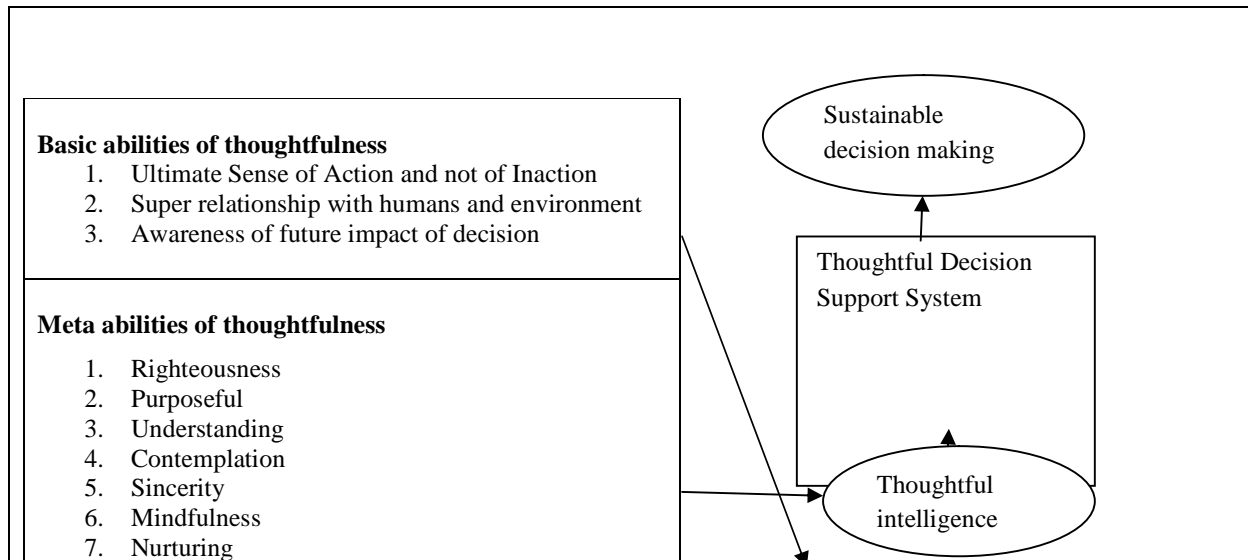 Basic abilities of thoughtfulness
1. Ultimate Sense of Action and not of Inaction
2. Super relationship with humans and environment
3. Awareness of future impact of decision
Meta abilities of thoughtfulness
1. Righteousness
2. Purposeful
3. Understanding
4. Contemplation
5. Sincerity
6. Mindfulness
7. Nurturing
Sustainable
decision making
Thoughtful Decision
Support System
Thoughtful
intelligence